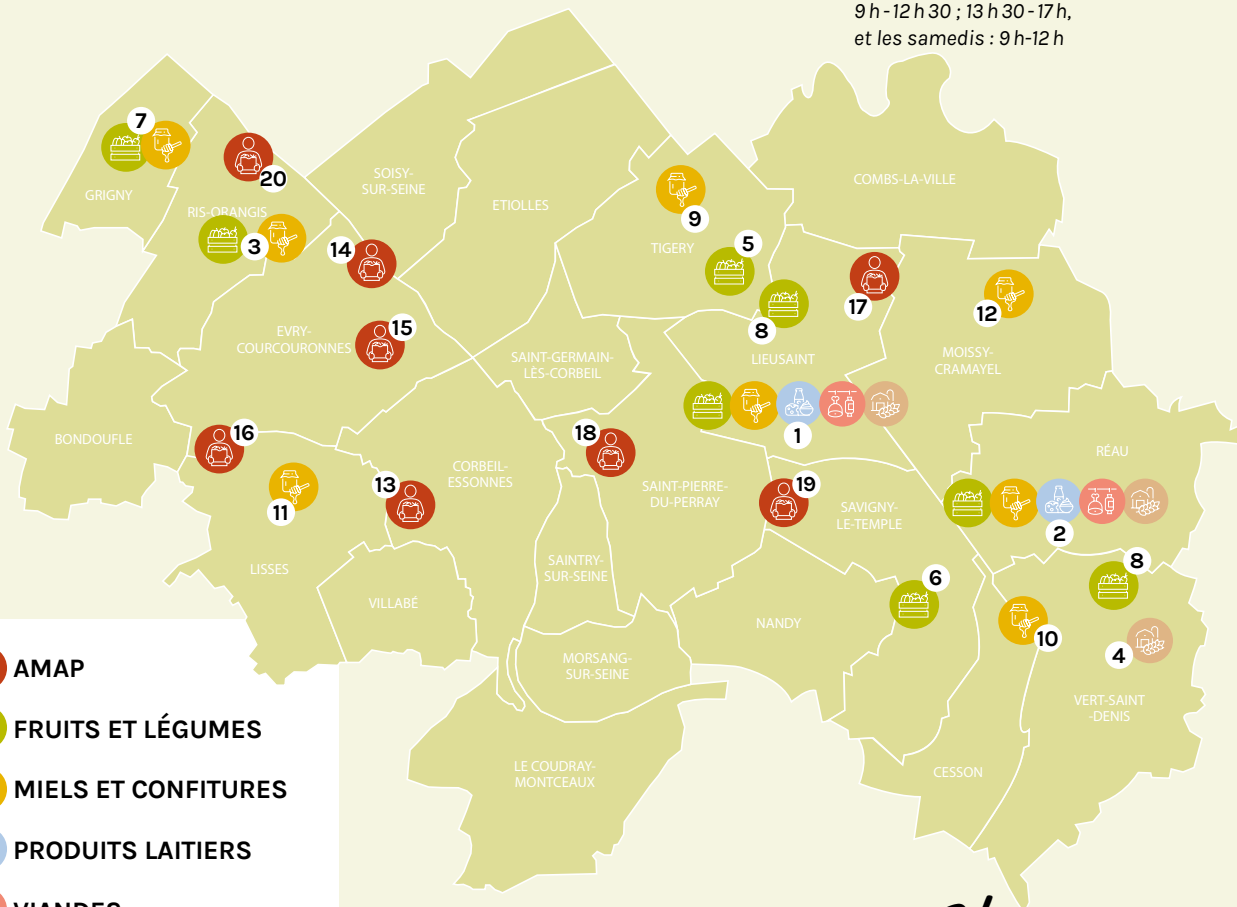 9 h - 12 h 30 ; 13 h 30 - 17 h,
et les samedis : 9 h-12 h
7
GRIGNY
20
RIS-ORANGIS
3
SOISY-
SUR-SEINE
14
ETIOLLES
9
TIGERY
5
8
COMBS-LA-VILLE
17
LIEUSAINT
12
MOISSY-
CRAMAYEL
15
EVRY-
COURCOURONNES
SAINT-GERMAIN-
LÈS-CORBEIL
1
BONDOUFLE
16
11
LISSES
13
CORBEIL-
ESSONNES
18
SAINT-PIERRE-
DU-PERRAY
19
SAVIGNY-
LE-TEMPLE
RÉAU
2
VILLABÉ
SAINTRY-
SUR-SEINE
6
NANDY
8
10
4
VERT-SAINT
-DENIS
MORSANG-
SUR-SEINE
LE COUDRAY-
MONTCEAUX
CESSON
AMAP
FRUITS ET LÉGUMES
MIELS ET CONFITURES
PRODUITS LAITIERS
VIANDES